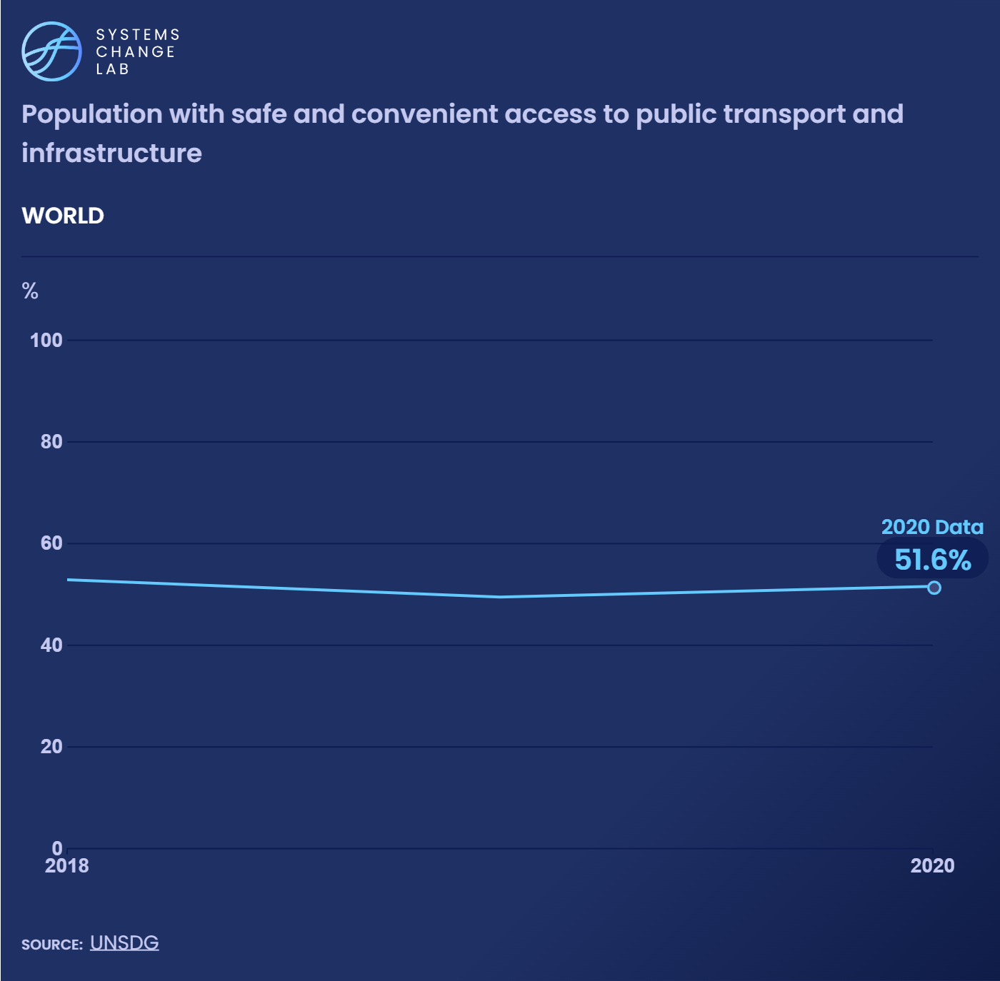 SYSTEMS
CHANGE
LAB
Population with safe and convenient access to public transport and
infrastructure
WORLD
%
100
80
2020 Data
60
51.6%
40
20
0
2018
2020
SOURCE: UNSDG